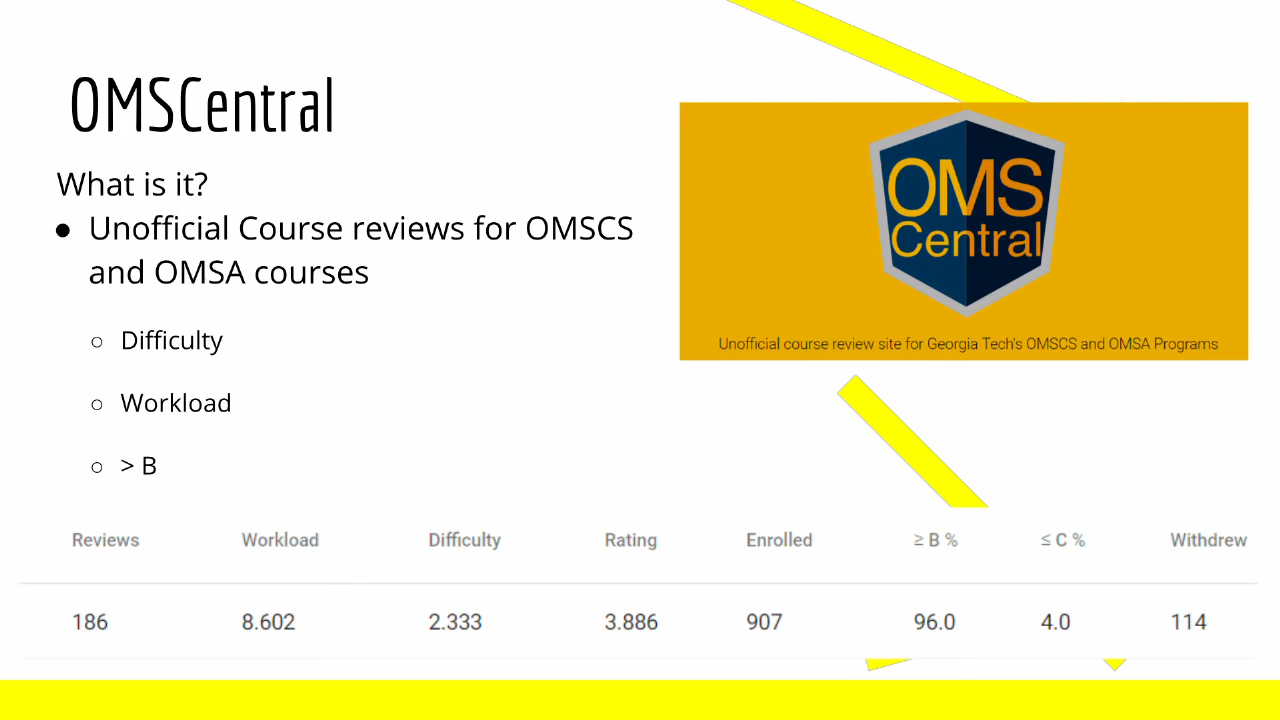 OMSCentral
What is it?
● Unofficial Course reviews for OMSCS
and OMSA courses
○ Difficulty
○ Workload
○ > B
OMS
Central
Unofficial course review site for Georgia Tech's OMSCS and OMSA Programs
Reviews Workload Difficulty Rating Enrolled ≥ B % ≤ C % Withdrew
186 8.602 2.333 3.886 907 96.0 4.0 114